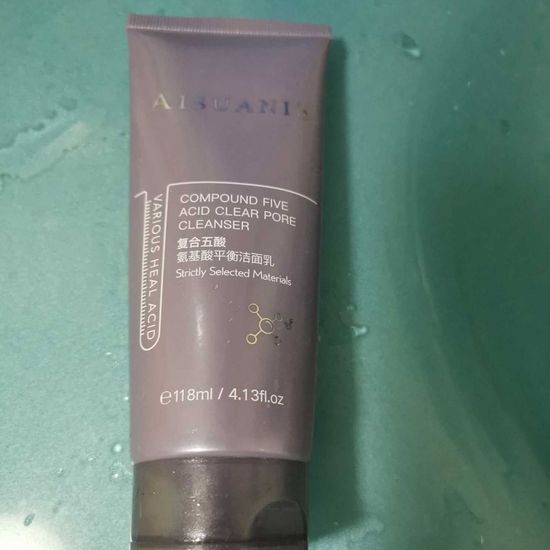 AISUANIS
COMPOUND FIVE
ACID CLEAR PORE
CLEANSER
复合五酸
氨基酸平衡洁面乳
Strictly Selected Materials
VARIOUS HEAL ACID
℮118ml / 4.13fl.oz